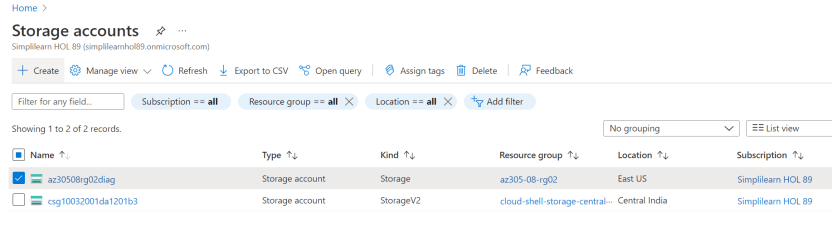 Home >
Storage accounts ...
Simplilearn HOL 89 (simplilearnhol89.onmicrosoft.com)
+ Create Manage view Refresh Export to CSV Open query Assign tags Delete Feedback
Filter for any field... Subscription == all Resource group == all × Location == all × Add filter
Showing 1 to 2 of 2 records. No grouping List view
Name ↑↓ Type ↑↓ Kind ↑↓ Resource group ↑↓ Location ↑↓ Subscription ↑↓
az30508rg02diag Storage account Storage az305-08-rg02 East US Simplilearn HOL 89
csg10032001da1201b3 Storage account StorageV2 cloud-shell-storage-central... Central India Simplilearn HOL 89